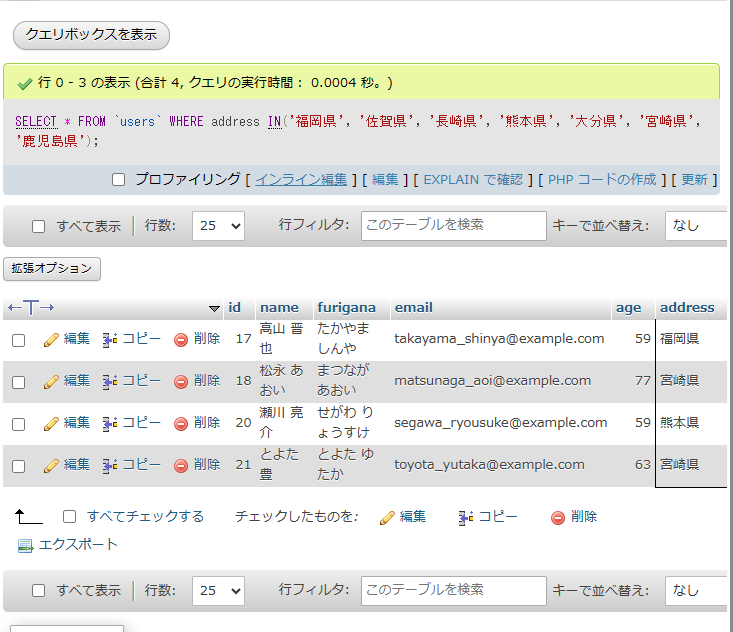 クエリボックスを表示
行 0 - 3 の表示 (合計 4, クエリの実行時間： 0.0004 秒。)
SELECT * FROM `users` WHERE address IN('福岡県', '佐賀県', '長崎県', '熊本県', '大分県', '宮崎県',
'鹿児島県');
プロファイリング [ インライン編集 ] [ 編集 ] [ EXPLAIN で確認 ] [ PHP コードの作成 ] [ 更新 ]
すべて表示 行数: 25 行フィルタ: このテーブルを検索 キーで並べ替え: なし
拡張オプション
←T→ id name furigana email age address
編集 コピー 削除 17 高山 晋也 たかやま しんや takayama_shinya@example.com 59 福岡県
編集 コピー 削除 18 松永 あおい まつなが あおい matsunaga_aoi@example.com 77 宮崎県
編集 コピー 削除 20 瀬川 亮介 せがわ りょうすけ segawa_ryousuke@example.com 59 熊本県
編集 コピー 削除 21 とよた 豊 とよた ゆたか toyota_yutaka@example.com 63 宮崎県
すべてチェックする チェックしたものを: 編集 コピー 削除
エクスポート
すべて表示 行数: 25 行フィルタ: このテーブルを検索 キーで並べ替え: なし